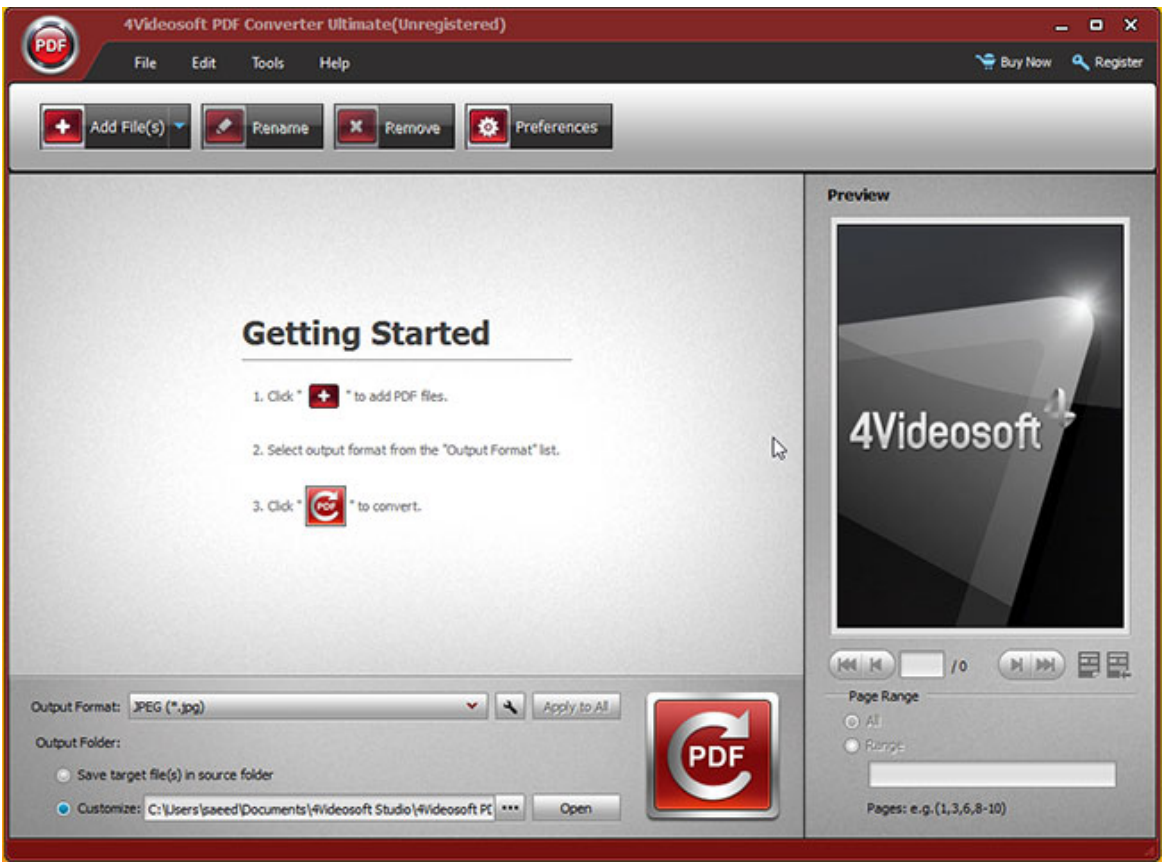 4Videosoft PDF Converter Ultimate(Unregistered)
PDF
File Edit Tools Help
Buy Now Register
Add File(s) Rename Remove Preferences
Getting Started
1. Click " " to add PDF files.
2. Select output format from the "Output Format" list.
3. Click " PDF " to convert.
Preview
4Videosoft 4
/0
Page Range
All
Range
Pages: e.g.(1,3,6,8-10)
Output Format: JPEG (*.jpg) Apply to All
Output Folder:
Save target file(s) in source folder
Customize: C:\Users\saeed\Documents\4Videosoft Studio\4Videosoft PD ••• Open
PDF